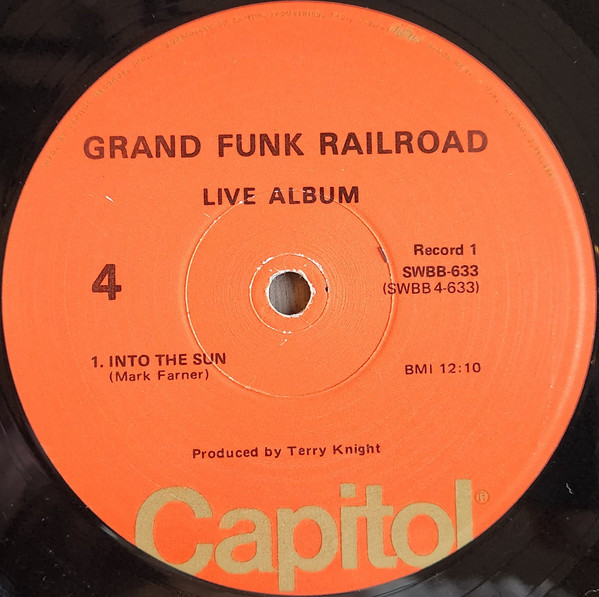 GRAND FUNK RAILROAD
LIVE ALBUM
4
Record 1
SWBB-633
(SWBB 4-633)
1. INTO THE SUN
(Mark Farner)
BMI 12:10
Produced by Terry Knight
Capitol®